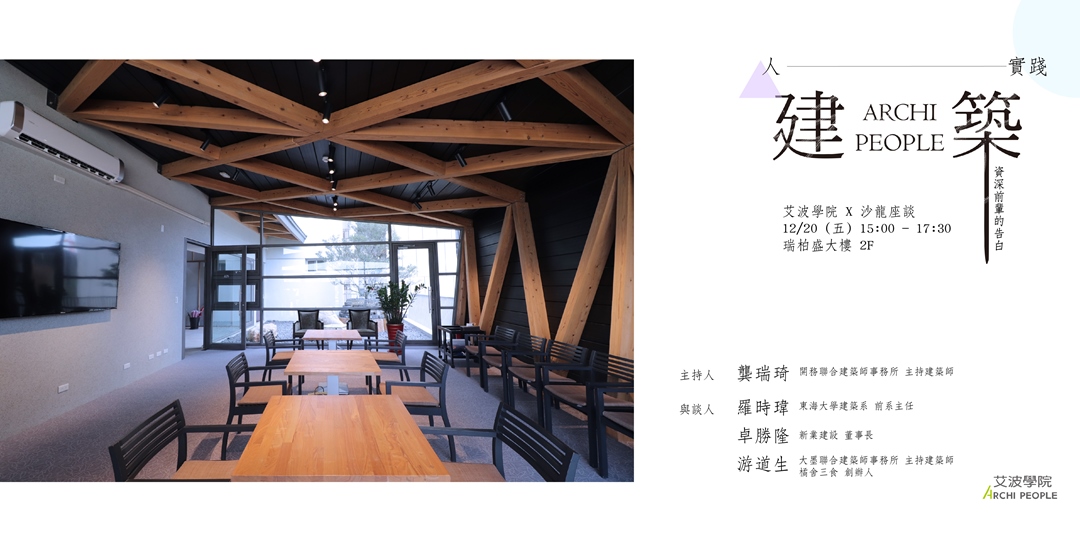 人 實踐
建築
ARCHI
PEOPLE
資深前輩的告白
艾波學院 X 沙龍座談
12/20 (五) 15:00 - 17:30
瑞柏盛大樓 2F
主持人 龔瑞琦 開務聯合建築師事務所 主持建築師
與談人 羅時瑋 東海大學建築系 前系主任
卓勝隆 新業建設 董事長
游道生 大墨聯合建築師事務所 主持建築師
橘舍三食 創辦人
艾波學院
ARCHI PEOPLE